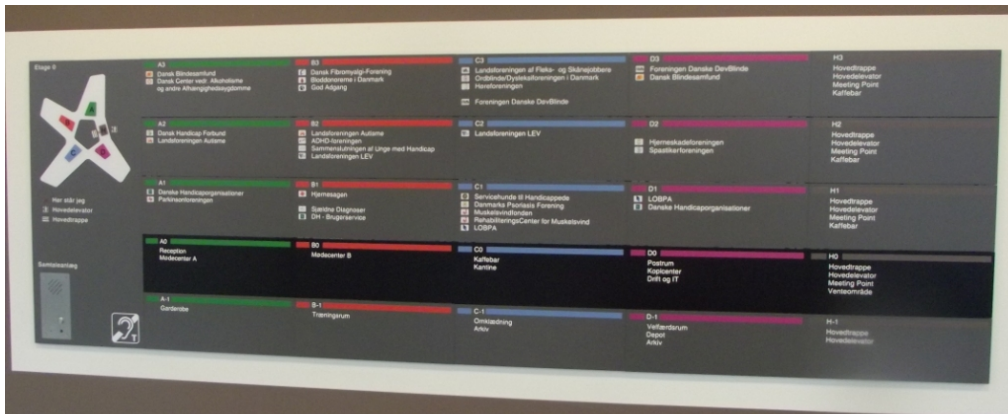 Etage 0
A
B
C
D
Her står jeg
Hovedelevator
Hovedtrappe
Samtaleanlæg
T
A3
Dansk Blindesamfund
Dansk Center vedr. Alkoholisme
og andre Afhængighedssygdomme
B3
Dansk Fibromyalgi-Forening
Bloddonorerne i Danmark
God Adgang
C3
Landsforeningen af Fleks- og Skånejobbere
Ordblinde/Dysleksiforeningen i Danmark
Høreforeningen
Foreningen Danske DøvBlinde
D3
Foreningen Danske DøvBlinde
Dansk Blindesamfund
H3
Hovedtrappe
Hovedelevator
Meeting Point
Kaffebar
A2
Dansk Handicap Forbund
Landsforeningen Autisme
B2
Landsforeningen Autisme
ADHD-foreningen
Sammenslutningen af Unge med Handicap
Landsforeningen LEV
C2
Landsforeningen LEV
D2
Hjerneskadeforeningen
Spastikerforeningen
H2
Hovedtrappe
Hovedelevator
Meeting Point
Kaffebar
A1
Danske Handicaporganisationer
Parkinsonforeningen
B1
Hjernesagen
Sjældne Diagnoser
DH - Brugerservice
C1
Servicehunde til Handicappede
Danmarks Psoriasis Forening
Muskelsvindfonden
RehabiliteringsCenter for Muskelsvind
LOBPA
D1
LOBPA
Danske Handicaporganisationer
H1
Hovedtrappe
Hovedelevator
Meeting Point
Kaffebar
A0
Reception
Mødecenter A
B0
Mødecenter B
C0
Kaffebar
Kantine
D0
Postrum
Kopicenter
Drift og IT
H0
Hovedtrappe
Hovedelevator
Meeting Point
Venteområde
A-1
Garderobe
B-1
Træningsrum
C-1
Omklædning
Arkiv
D-1
Velfærdsrum
Depot
Arkiv
H-1
Hovedtrappe
Hovedelevator